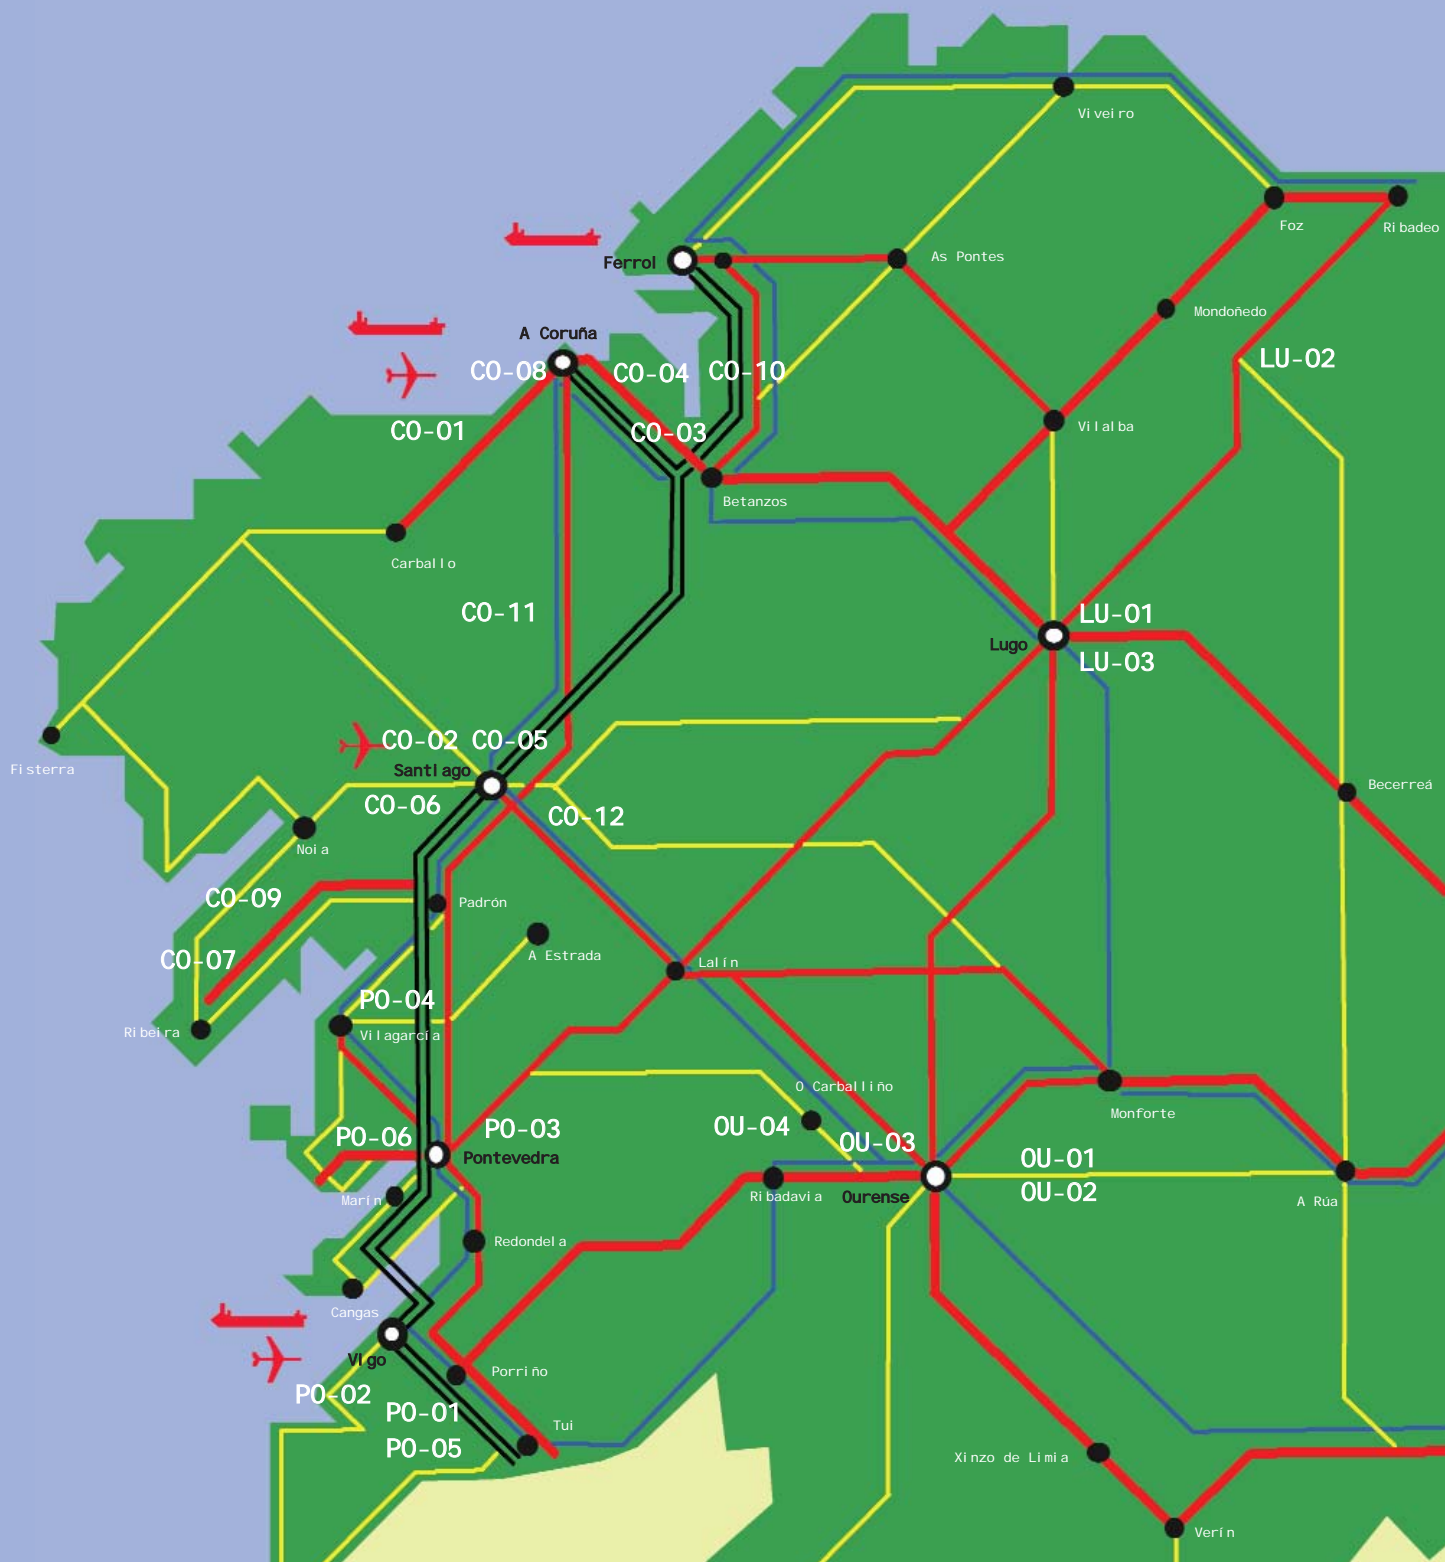 Viveiro
Foz
Ribadeo
Ferrol
As Pontes
Mondoñedo
A Coruña
CO-08
CO-04
CO-10
LU-02
CO-01
CO-03
Vilalba
Betanzos
Carballo
CO-11
LU-01
Lugo
LU-03
CO-02
CO-05
Santiago
Fisterra
CO-06
CO-12
Becerreá
Noia
CO-09
Padrón
CO-07
A Estrada
Lalín
PO-04
Ribeira
Vilagarcía
O Carballiño
Monforte
PO-06
PO-03
OU-04
OU-03
Pontevedra
OU-01
OU-02
Marín
Ribadavia
Ourense
A Rúa
Redondela
Cangas
Vigo
Porriño
PO-02
PO-01
Tui
PO-05
Xinzo de Limia
Verín